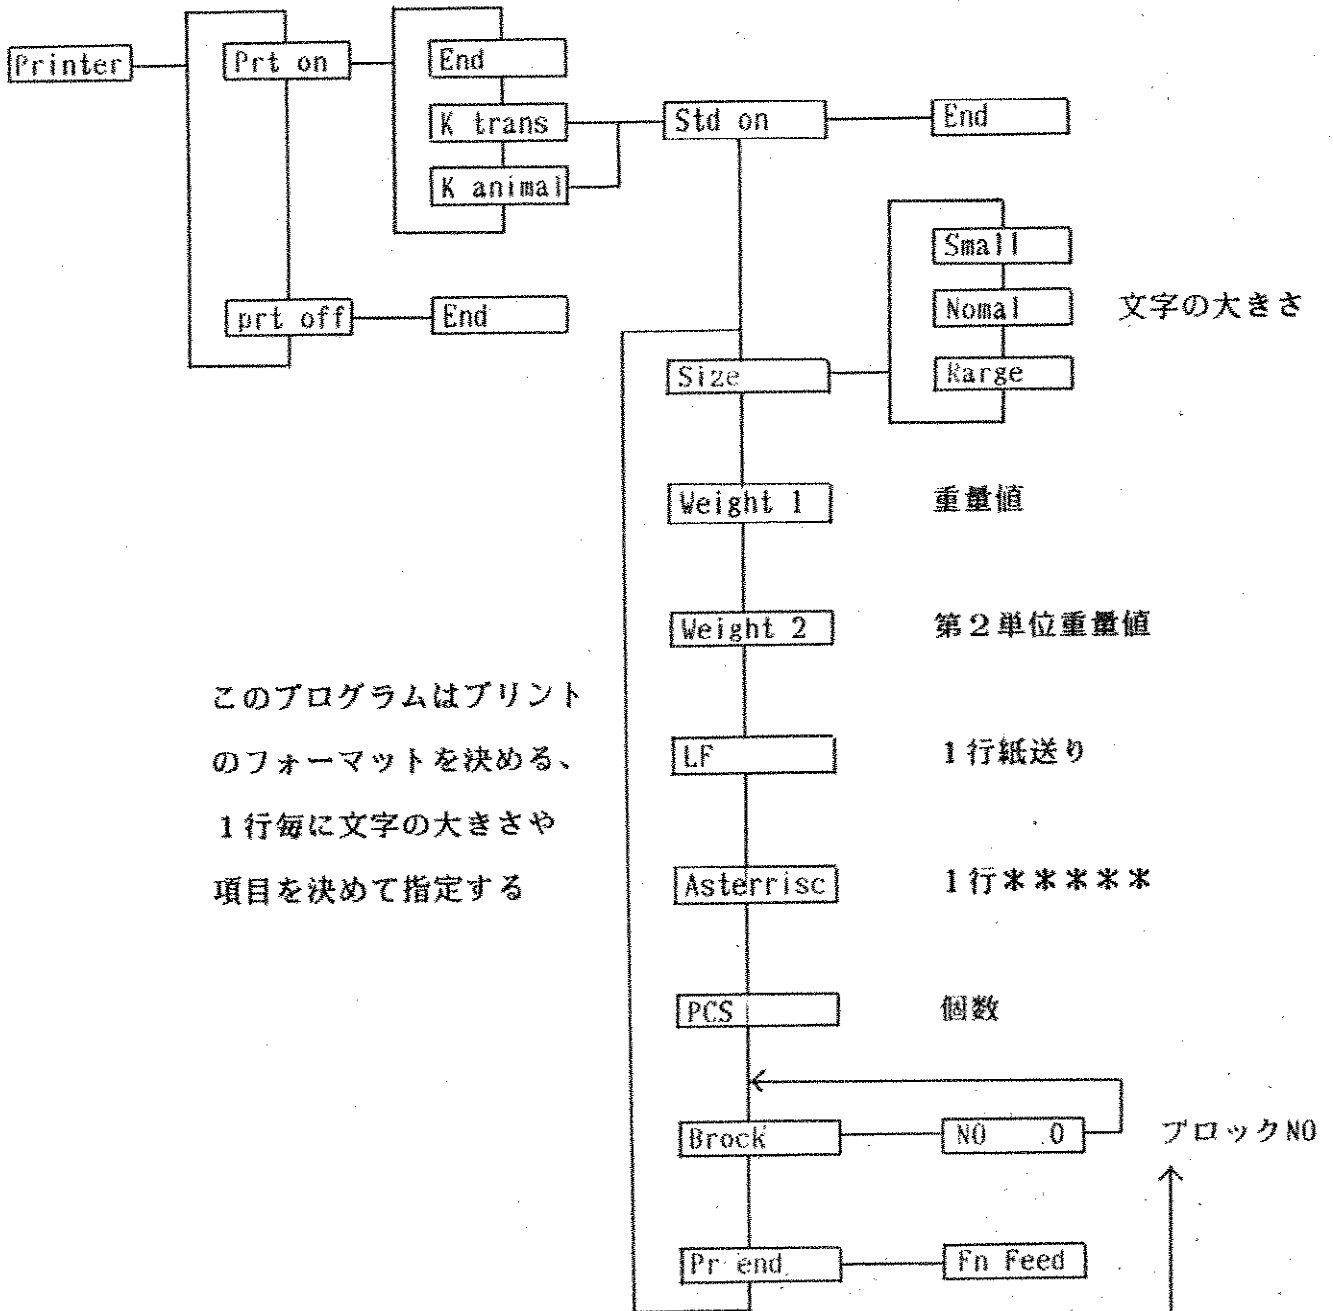 Printer
Prt on
End
K trans
K animal
Std on
End
prt off
End
Size
Small
Nomal
Rarge
文字の大きさ
Weight 1
重量値
Weight 2
第2単位重量値
このプログラムはプリント
のフォーマットを決める、
1行毎に文字の大きさや
項目を決めて指定する
LF
1行紙送り
Asterrisc
1行*****
PCS
個数
Brock
NO .0
ブロックNO
Pr end
Fn Feed